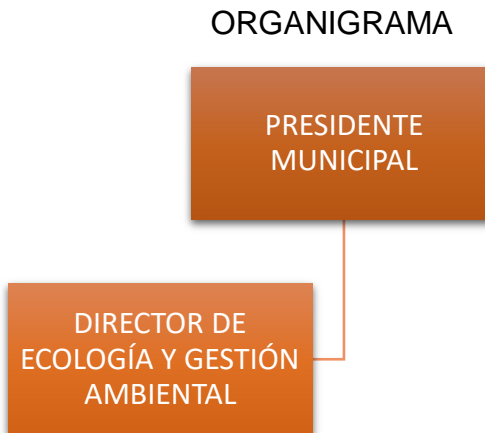 ORGANIGRAMA
PRESIDENTE
MUNICIPAL
DIRECTOR DE
ECOLOGÍA Y GESTIÓN
AMBIENTAL